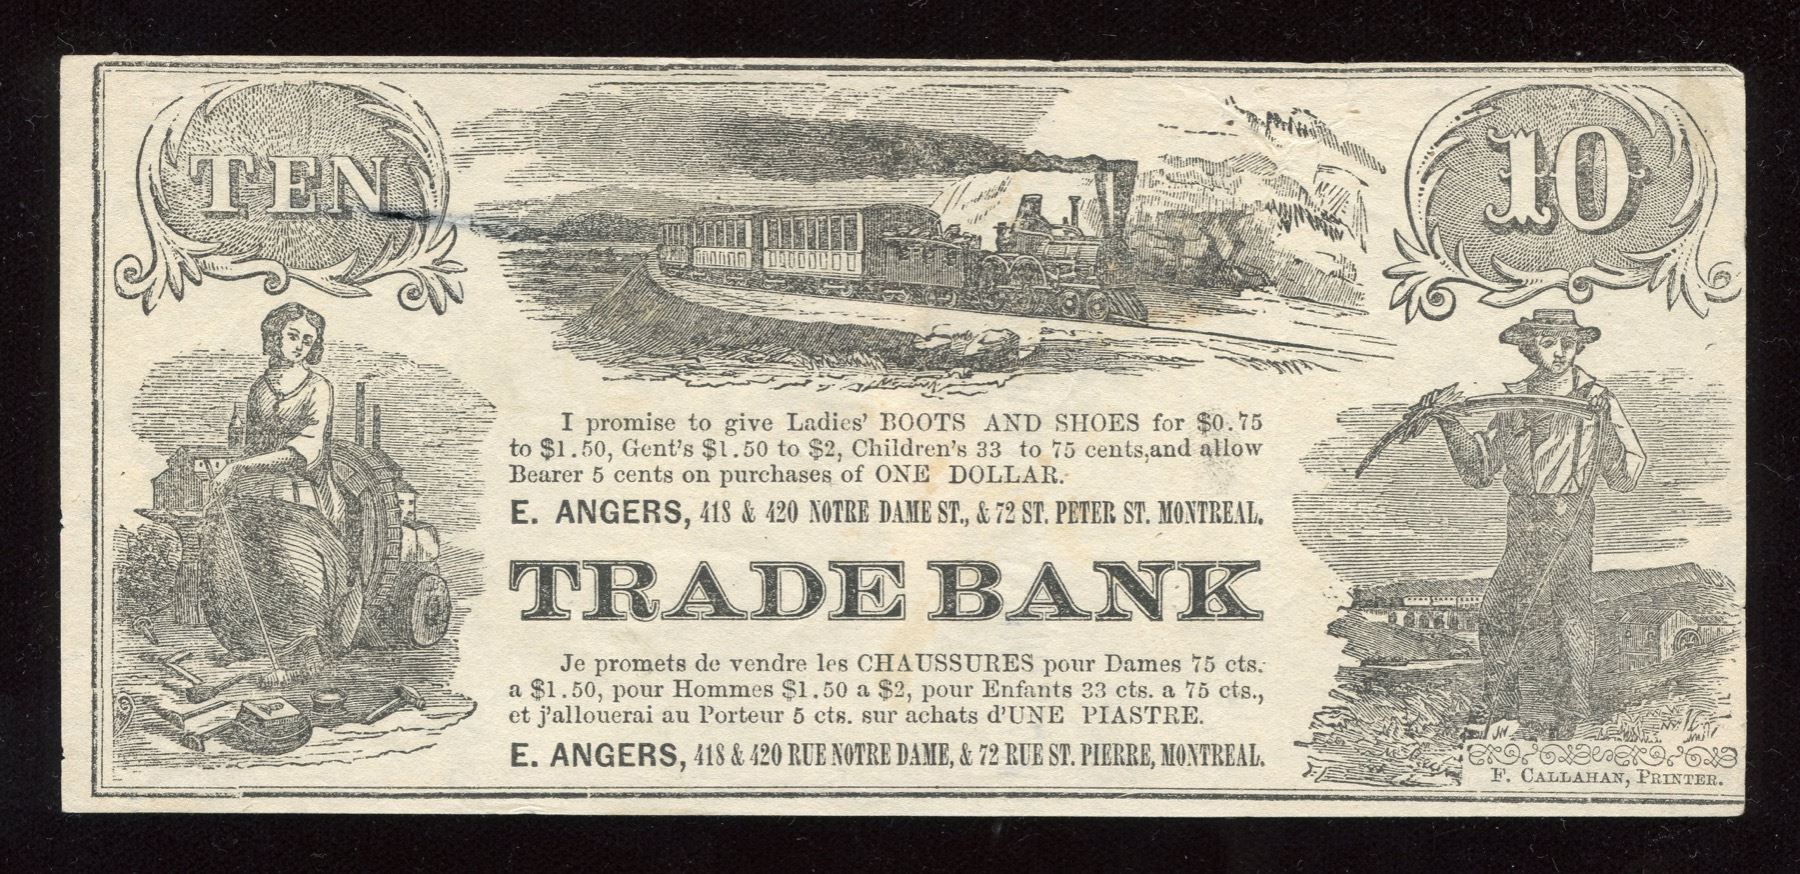 TEN
10
I promise to give Ladies' BOOTS AND SHOES for $0.75
to $1.50, Gent's $1.50 to $2, Children's 33 to 75 cents,and allow
Bearer 5 cents on purchases of ONE DOLLAR.
E. ANGERS, 418 & 420 NOTRE DAME ST., & 72 ST. PETER ST. MONTREAL.
TRADE BANK
Je promets de vendre les CHAUSSURES pour Dames 75 cts.
a $1.50, pour Hommes $1.50 a $2, pour Enfants 33 cts. a 75 cts.,
et j'allouerai au Porteur 5 cts. sur achats d'UNE PIASTRE.
E. ANGERS, 418 & 420 RUE NOTRE DAME, & 72 RUE ST. PIERRE, MONTREAL.
F. CALLAHAN, PRINTER.